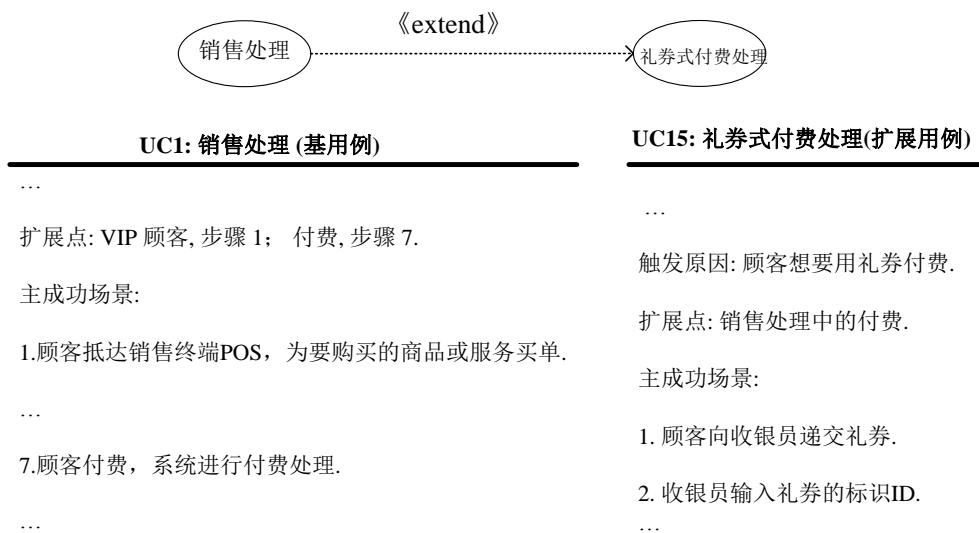 《extend》
销售处理
礼券式付费处理
UC1: 销售处理 (基用例)
…
扩展点: VIP 顾客, 步骤 1； 付费, 步骤 7.
主成功场景:
1.顾客抵达销售终端POS，为要购买的商品或服务买单.
…
7.顾客付费，系统进行付费处理.
…
UC15: 礼券式付费处理(扩展用例)
…
触发原因: 顾客想要用礼券付费.
扩展点: 销售处理中的付费.
主成功场景:
1. 顾客向收银员递交礼券.
2. 收银员输入礼券的标识ID.
…